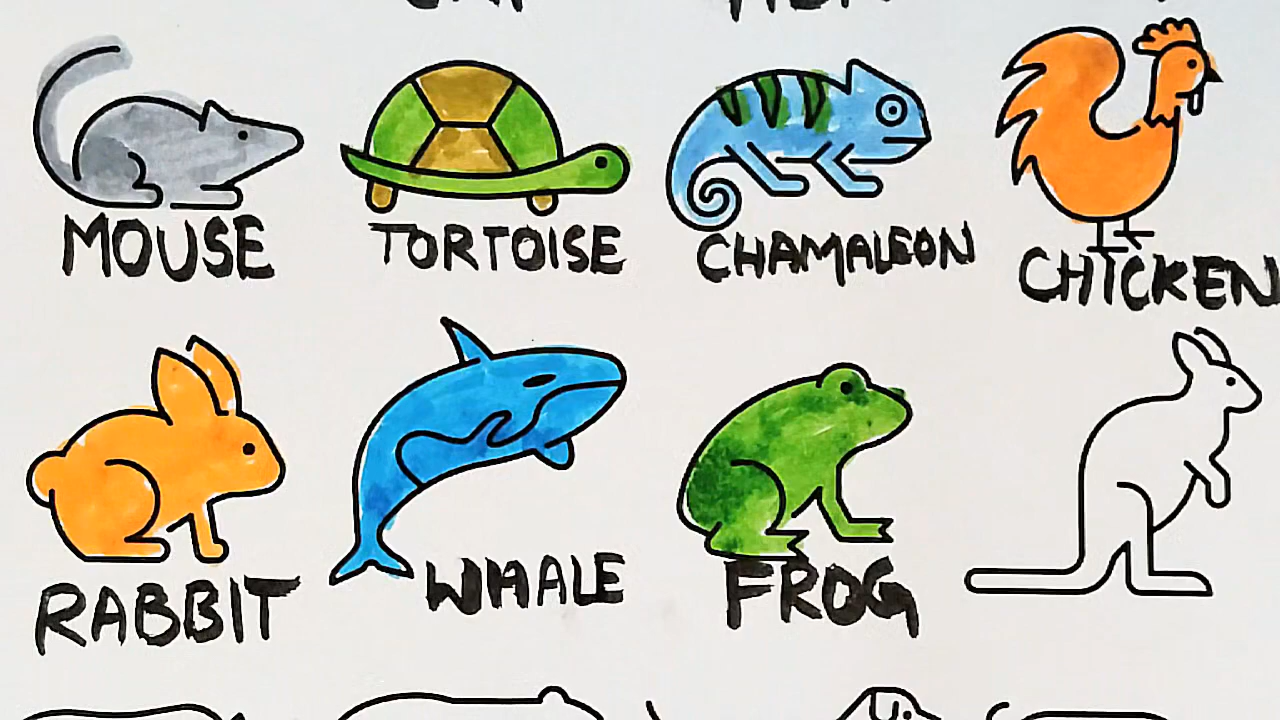 MOUSE
TORTOISE
CHAMALEON
CHICKEN
RABBIT
WHALE
FROG